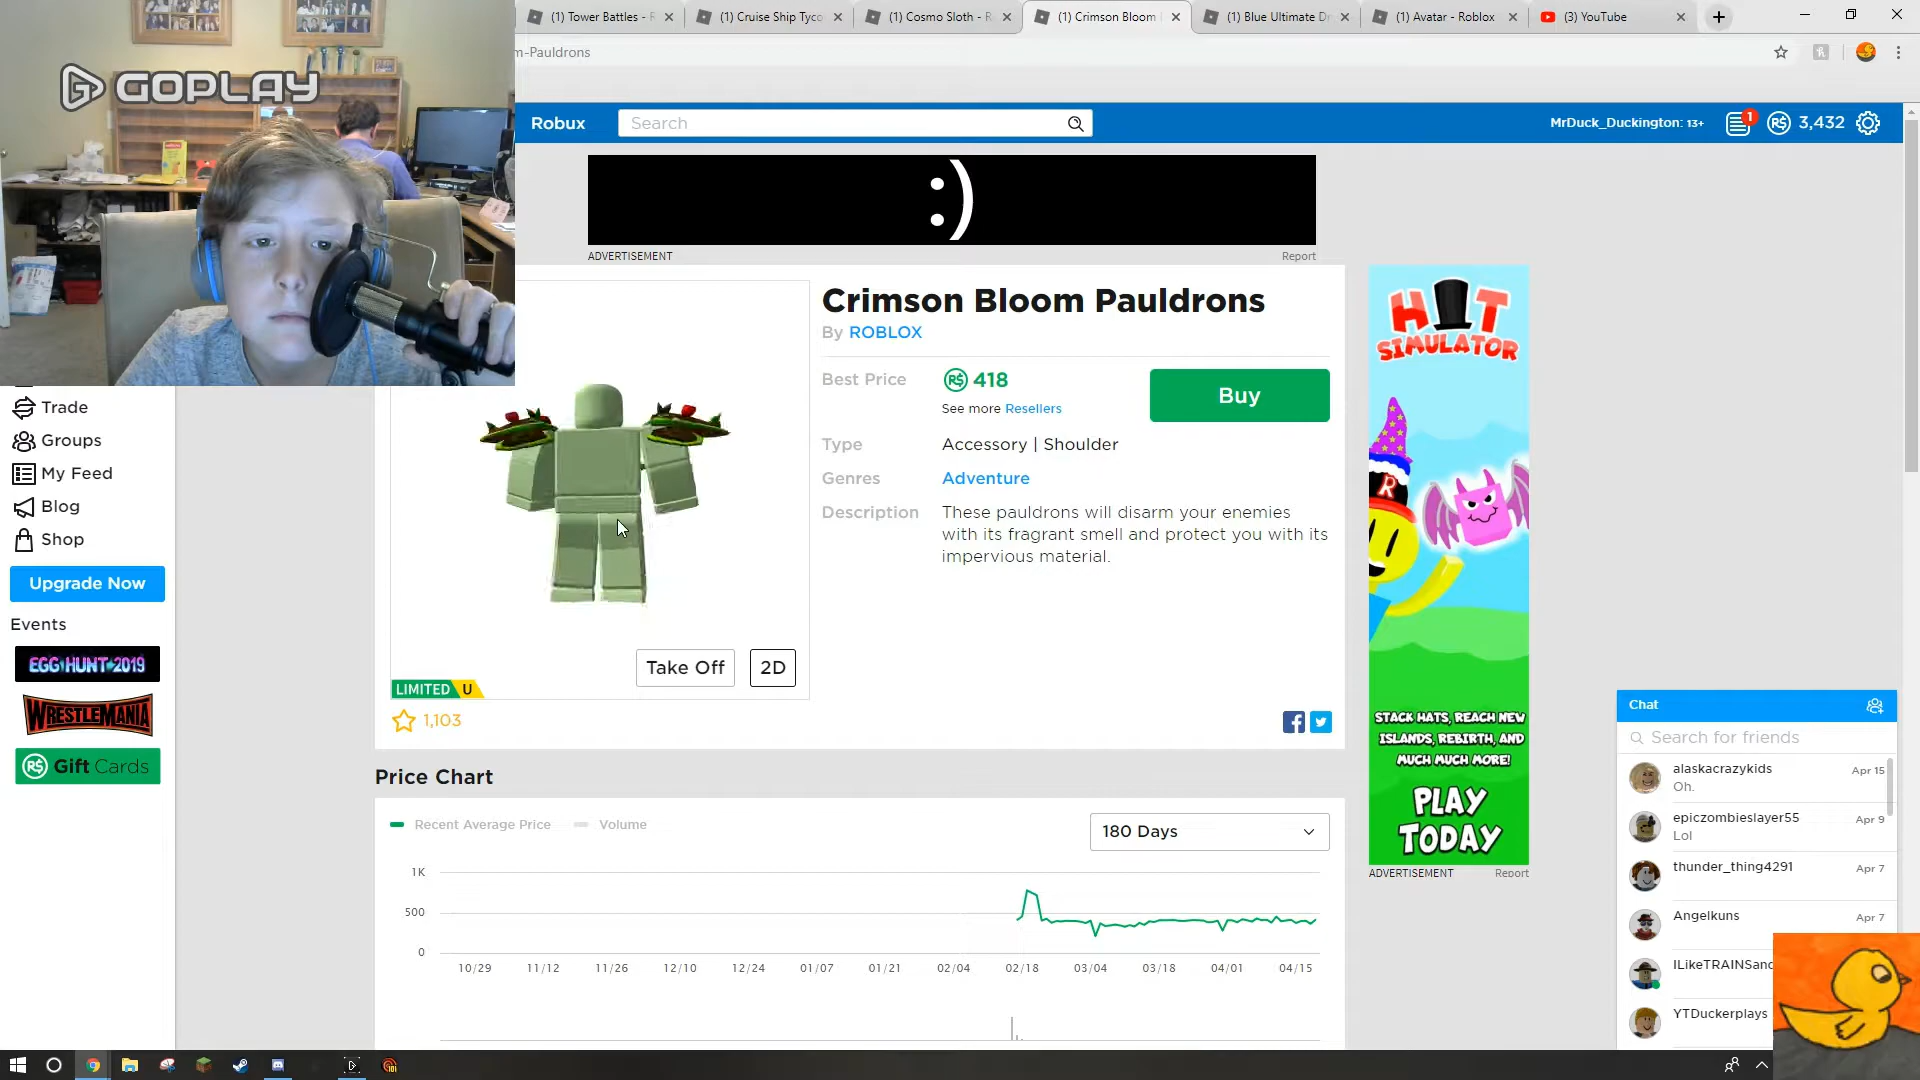 (1) Tower Battles - R
(1) Cruise Ship Tyco
(1) Cosmo Sloth - R
(1) Crimson Bloom
(1) Blue Ultimate Dr
(1) Avatar - Roblox
(3) YouTube
m-Pauldrons
GOPLAY
Robux
Search
MrDuck_Duckington: 13+
1
3,432
:)
ADVERTISEMENT
Report
Crimson Bloom Pauldrons
By ROBLOX
Best Price
R$ 418
See more Resellers
Buy
Type
Accessory | Shoulder
Genres
Adventure
Description
These pauldrons will disarm your enemies
with its fragrant smell and protect you with its
impervious material.
Take Off
2D
LIMITED U
1,103
Trade
Groups
My Feed
Blog
Shop
Upgrade Now
Events
EGG HUNT 2019
WRESTLEMANIA
R$ Gift Cards
Price Chart
Recent Average Price
Volume
180 Days
1K
500
0
10/29
11/12
11/26
12/10
12/24
01/07
01/21
02/04
02/18
03/04
03/18
04/01
04/15
HAT
SIMULATOR
R
STACK HATS, REACH NEW
ISLANDS, REBIRTH, AND
MUCH MUCH MORE!
PLAY
TODAY
ADVERTISEMENT
Report
Chat
Search for friends
alaskacrazykids
Apr 15
Oh.
epiczombieslayer55
Apr 9
Lol
thunder_thing4291
Apr 7
Angelkuns
Apr 7
ILikeTRAINSand
YTDuckerplays